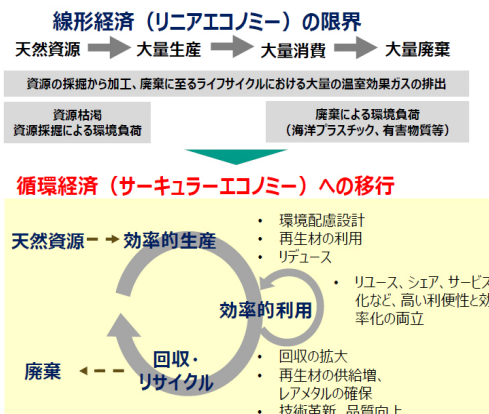 線形経済（リニアエコノミー）の限界
天然資源 大量生産 大量消費 大量廃棄
資源の採掘から加工、廃棄に至るライフサイクルにおける大量の温室効果ガスの排出
資源枯渇
資源採掘による環境負荷
廃棄による環境負荷
（海洋プラスチック、有害物質等）
循環経済（サーキュラーエコノミー）への移行
天然資源
効率的生産
• 環境配慮設計
• 再生材の利用
• リデュース
効率的利用
• リユース、シェア、サービス
化など、高い利便性と効
率化の両立
廃棄
回収・
リサイクル
• 回収の拡大
• 再生材の供給増、
レアメタルの確保
• 技術革新、品質向上